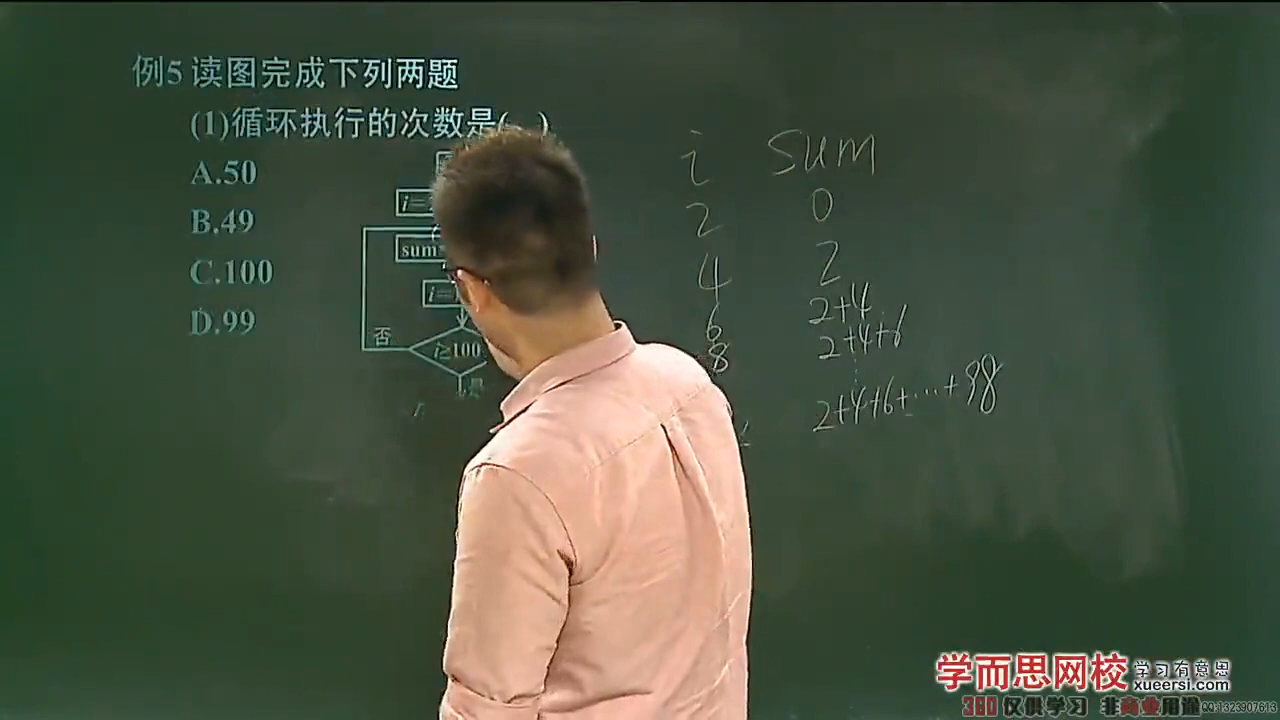 例5 读图完成下列两题
(1)循环执行的次数是( )
A.50
B.49
C.100
D.99
i=
sum=
i=
i≥100
否
是
i sum
2 0
4 2
6 2+4
8 2+4+6
2+4+6+…+98
学而思网校 学习有意思
xueersi.com
360 仅供学习 非商业用途 QQ:1323907613